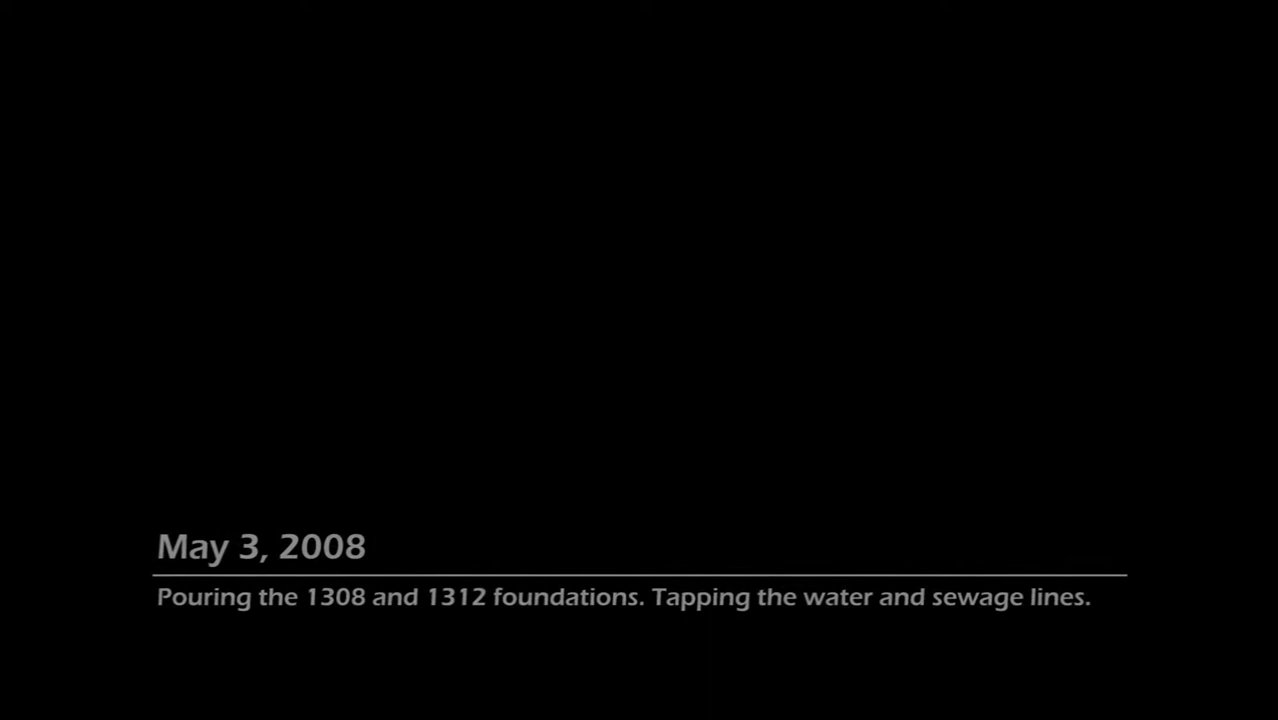 May 3, 2008
Pouring the 1308 and 1312 foundations. Tapping the water and sewage lines.